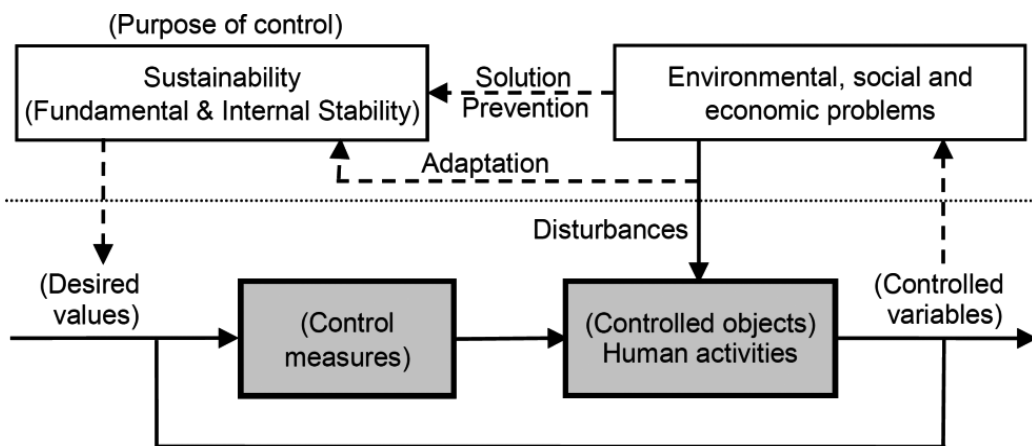 (Purpose of control)
Sustainability
(Fundamental & Internal Stability)
Solution
Prevention
Environmental, social and
economic problems
Adaptation
Disturbances
(Desired
values)
(Control
measures)
(Controlled objects)
Human activities
(Controlled
variables)